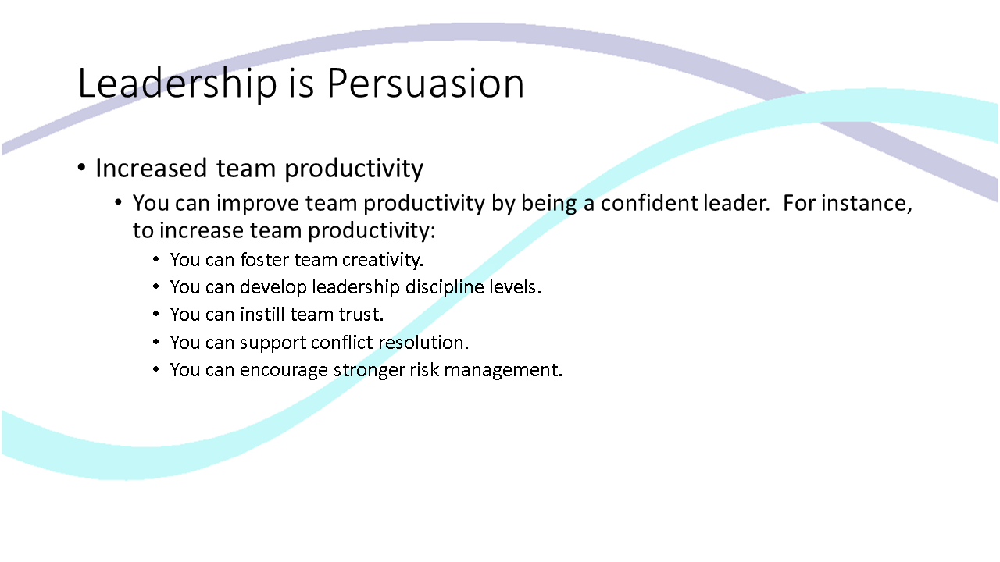 Leadership is Persuasion
• Increased team productivity
• You can improve team productivity by being a confident leader.  For instance,
to increase team productivity:
• You can foster team creativity.
• You can develop leadership discipline levels.
• You can instill team trust.
• You can support conflict resolution.
• You can encourage stronger risk management.